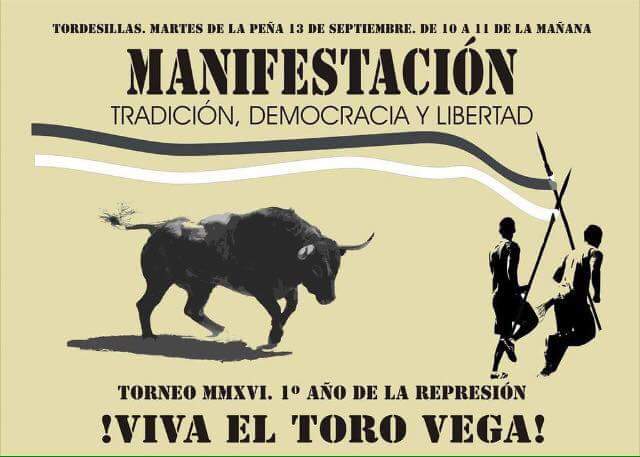 TORDESILLAS. MARTES DE LA PEÑA 13 DE SEPTIEMBRE. DE 10 A 11 DE LA MAÑANA
MANIFESTACIÓN
TRADICIÓN, DEMOCRACIA Y LIBERTAD
TORNEO MMXVI. 1º AÑO DE LA REPRESIÓN
!VIVA EL TORO VEGA!